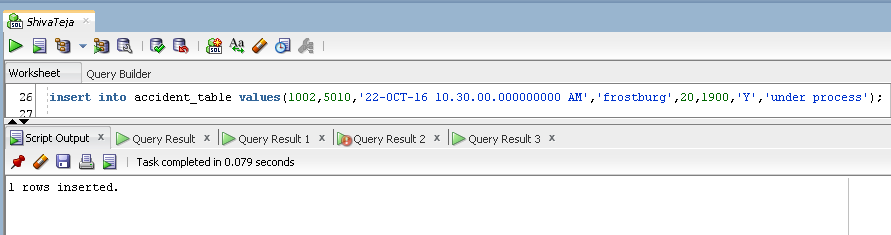 ShivaTeja
Worksheet Query Builder
26 insert into accident_table values(1002,5010,'22-OCT-16 10.30.00.000000000 AM','frostburg',20,1900,'Y','under process');
27
Script Output x Query Result x Query Result 1 x Query Result 2 x Query Result 3 x
Task completed in 0.079 seconds
1 rows inserted.